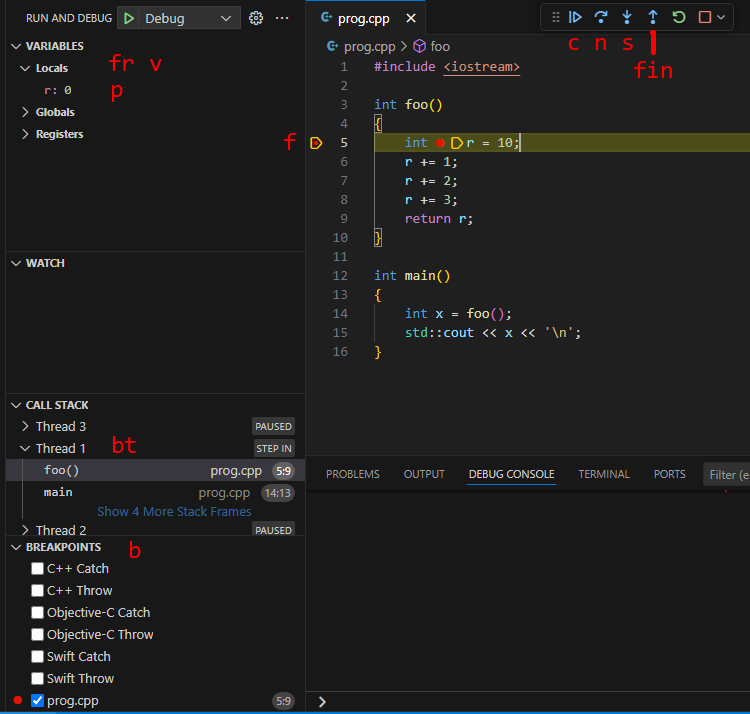 RUN AND DEBUG Debug
VARIABLES
fr v
Locals
r: 0
p
Globals
Registers
WATCH
CALL STACK
Thread 3 PAUSED
Thread 1 bt STEP IN
foo() prog.cpp 5:9
main prog.cpp 14:13
Show 4 More Stack Frames
Thread 2 PAUSED
BREAKPOINTS b
C++ Catch
C++ Throw
Objective-C Catch
Objective-C Throw
Swift Catch
Swift Throw
prog.cpp 5:9
prog.cpp
c n s
fin
prog.cpp > foo
1 #include <iostream>
2
3 int foo()
4 {
f 5 int r = 10;
6 r += 1;
7 r += 2;
8 r += 3;
9 return r;
10 }
11
12 int main()
13 {
14 int x = foo();
15 std::cout << x << '\n';
16 }
PROBLEMS OUTPUT DEBUG CONSOLE TERMINAL PORTS Filter (e